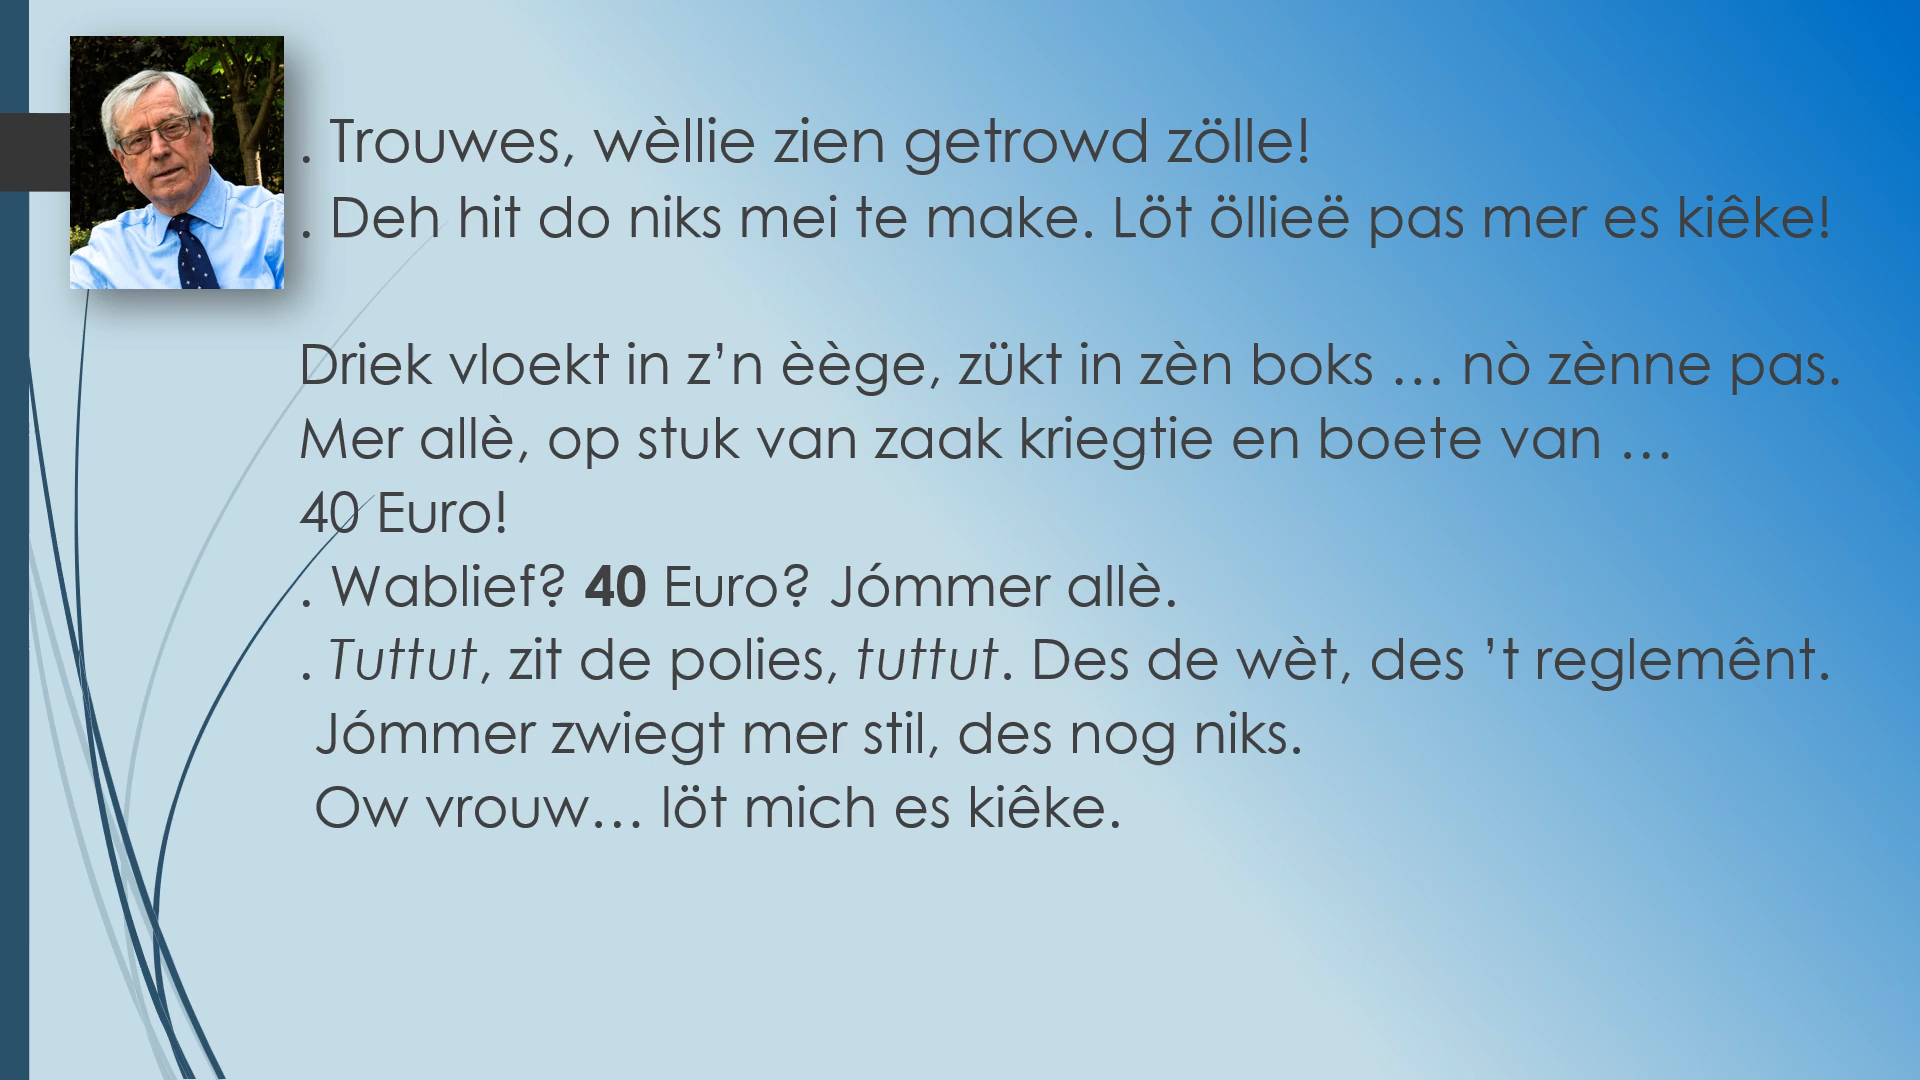 . Trouwes, wèllie zien getrowd zölle!
. Deh hit do niks mei te make. Löt öllieë pas mer es kiêke!
Driek vloekt in z’n èège, zükt in zèn boks … nò zènne pas.
Mer allè, op stuk van zaak kriegtie en boete van …
40 Euro!
. Wablief? 40 Euro? Jómmer allè.
. Tuttut, zit de polies, tuttut. Des de wèt, des ’t reglemênt.
Jómmer zwiegt mer stil, des nog niks.
Ow vrouw… löt mich es kiêke.